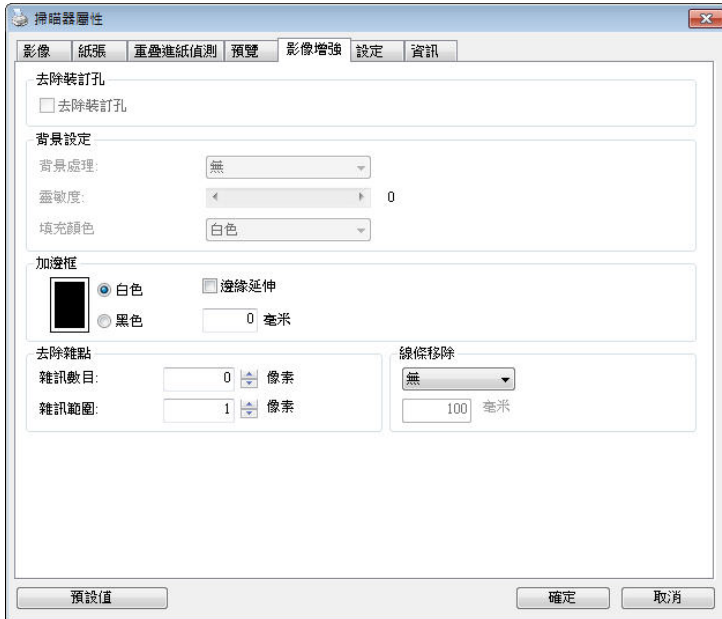 掃瞄器屬性
影像 紙張 重疊進紙偵測 預覽 影像增強 設定 資訊
去除裝訂孔
去除裝訂孔
背景設定
背景處理: 無
靈敏度: 0
填充顏色 白色
加邊框
白色 邊緣延伸
黑色 0 毫米
去除雜點 線條移除
雜訊數目: 0 像素 無
雜訊範圍: 1 像素 100 毫米
預設值 確定 取消